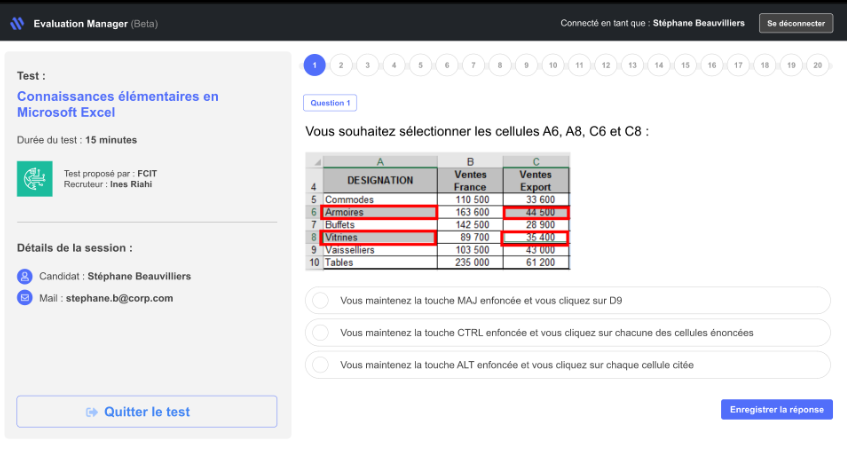 Evaluation Manager (Beta)
Connecté en tant que : Stéphane Beauvilliers
Se déconnecter
Test :
Connaissances élémentaires en
Microsoft Excel
Durée du test : 15 minutes
Test proposé par : FCIT
Recruteur : Ines Riahi
Détails de la session :
Candidat : Stéphane Beauvilliers
Mail : stephane.b@corp.com
Quitter le test
1 2 3 4 5 6 7 8 9 10 11 12 13 14 15 16 17 18 19 20
Question 1
Vous souhaitez sélectionner les cellules A6, A8, C6 et C8 :
A B C
4 DESIGNATION Ventes France Ventes Export
5 Commodes 110 500 33 600
6 Armoires 163 600 44 500
7 Buffets 142 500 28 900
8 Vitrines 89 700 35 400
9 Vaisselliers 103 500 43 000
10 Tables 235 000 61 200
Vous maintenez la touche MAJ enfoncée et vous cliquez sur D9
Vous maintenez la touche CTRL enfoncée et vous cliquez sur chacune des cellules énoncées
Vous maintenez la touche ALT enfoncée et vous cliquez sur chaque cellule citée
Enregistrer la réponse